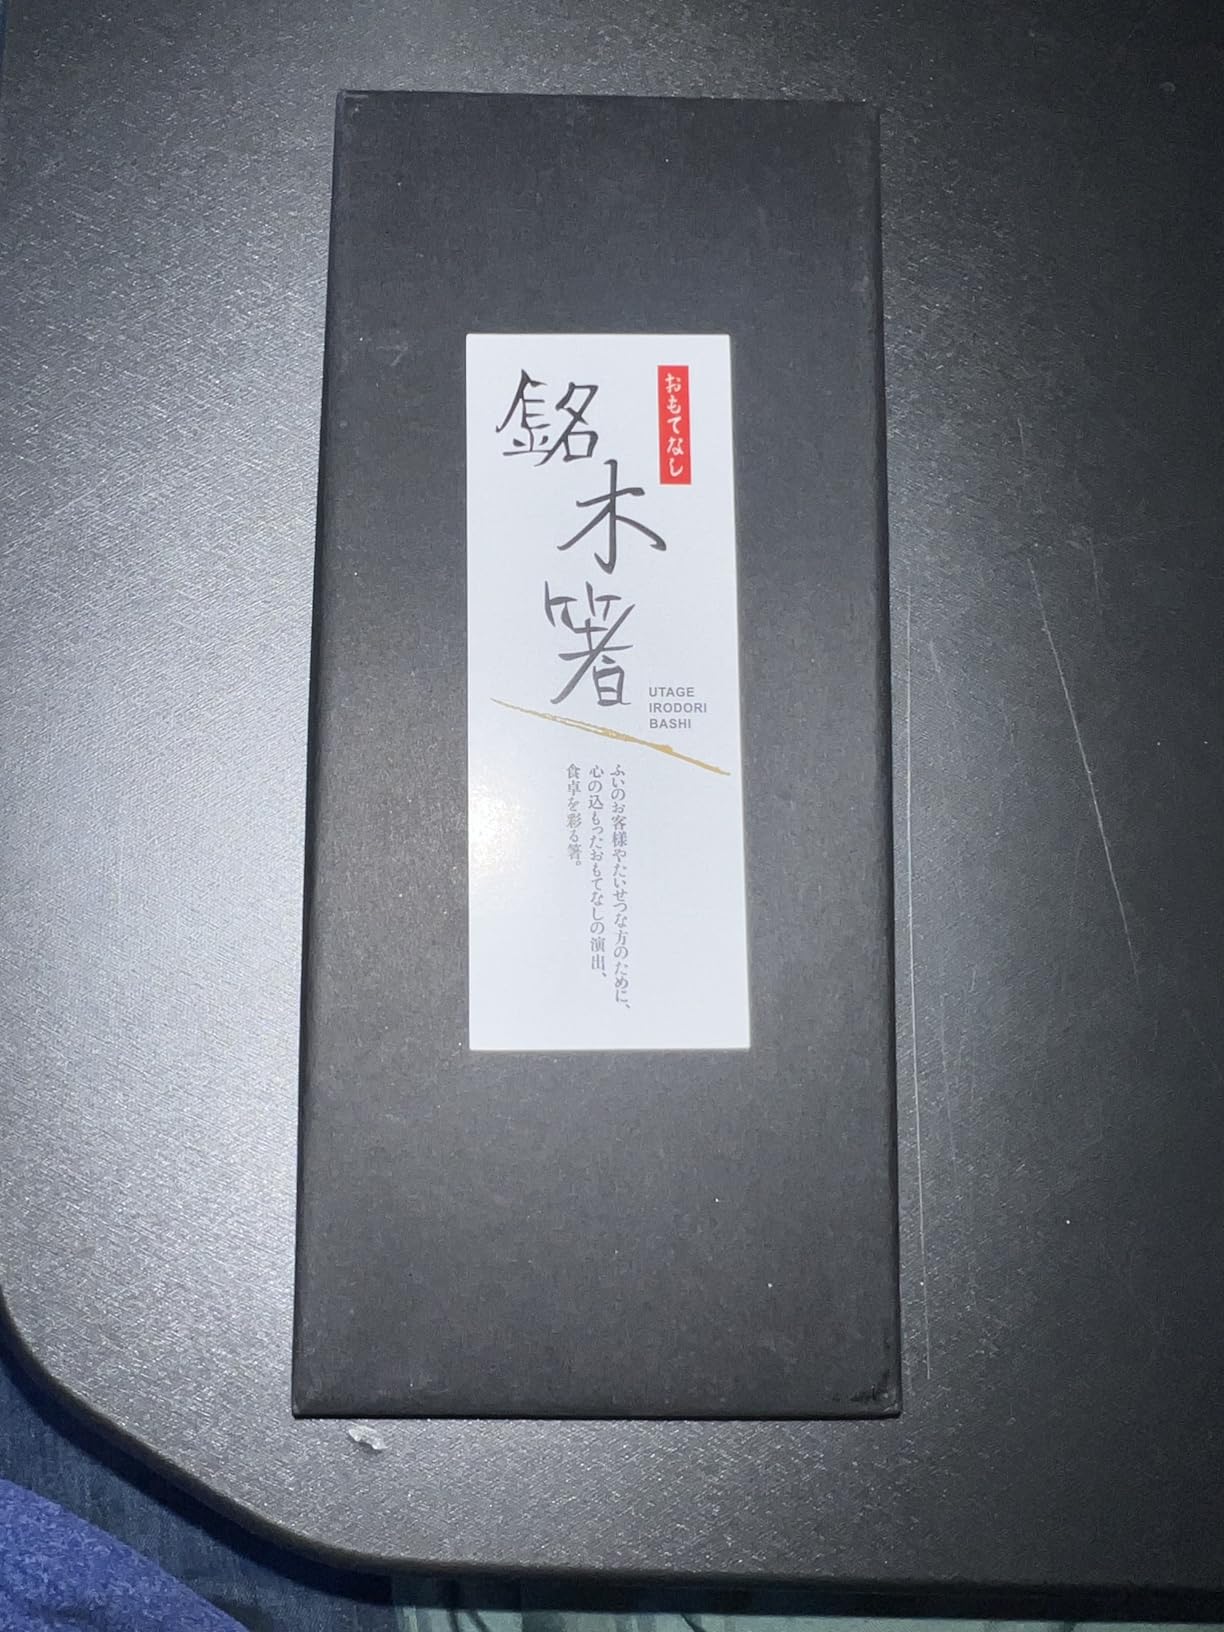 おもてなし
銘木箸
UTAGE
IRODORI
BASHI
ふいのお客様やたいせつな方のために、
心の込もったおもてなしの演出、
食卓を彩る箸。